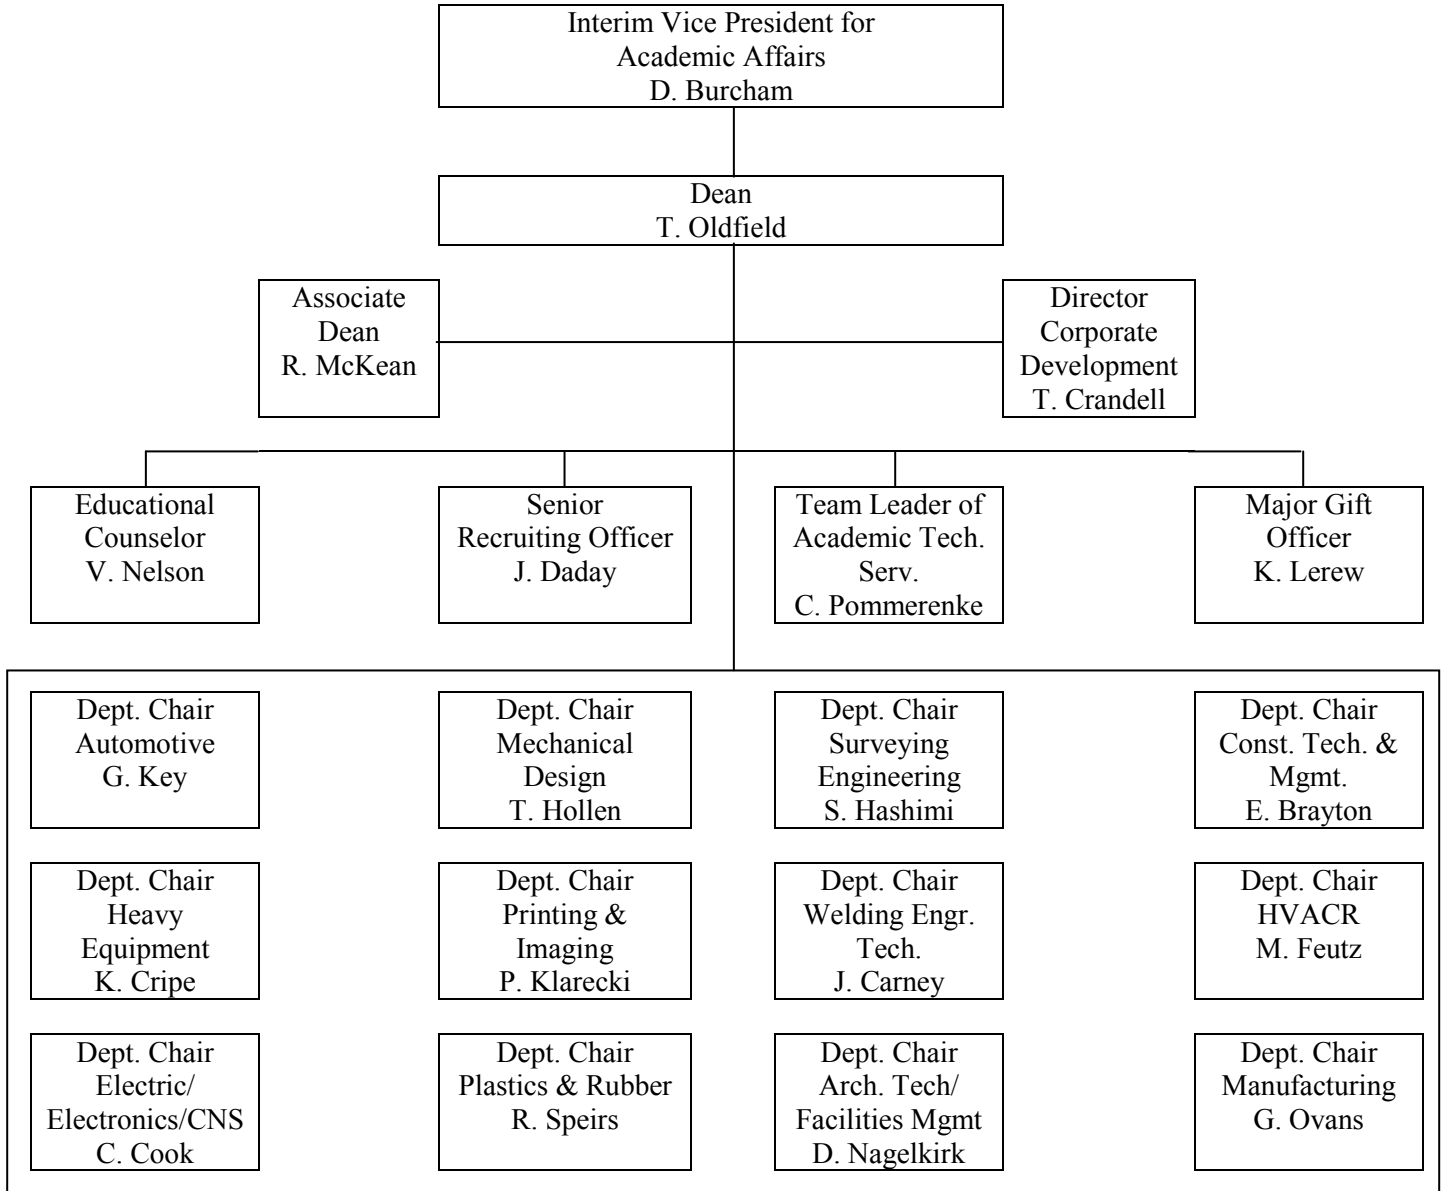 Interim Vice President for
Academic Affairs
D. Burcham
Dean
T. Oldfield
Associate
Dean
R. McKean
Director
Corporate
Development
T. Crandell
Educational
Counselor
V. Nelson
Senior
Recruiting Officer
J. Daday
Team Leader of
Academic Tech.
Serv.
C. Pommerenke
Major Gift
Officer
K. Lerew
Dept. Chair
Automotive
G. Key
Dept. Chair
Mechanical
Design
T. Hollen
Dept. Chair
Surveying
Engineering
S. Hashimi
Dept. Chair
Const. Tech. &
Mgmt.
E. Brayton
Dept. Chair
Heavy
Equipment
K. Cripe
Dept. Chair
Printing &
Imaging
P. Klarecki
Dept. Chair
Welding Engr.
Tech.
J. Carney
Dept. Chair
HVACR
M. Feutz
Dept. Chair
Electric/
Electronics/CNS
C. Cook
Dept. Chair
Plastics & Rubber
R. Speirs
Dept. Chair
Arch. Tech/
Facilities Mgmt
D. Nagelkirk
Dept. Chair
Manufacturing
G. Ovans